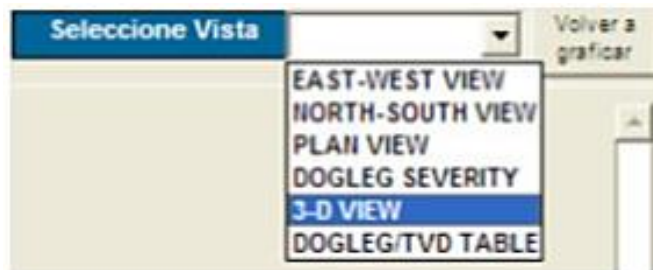 Seleccione Vista
Volver a
graficar
EAST-WEST VIEW
NORTH-SOUTH VIEW
PLAN VIEW
DOGLEG SEVERITY
3-D VIEW
DOGLEG/TVD TABLE